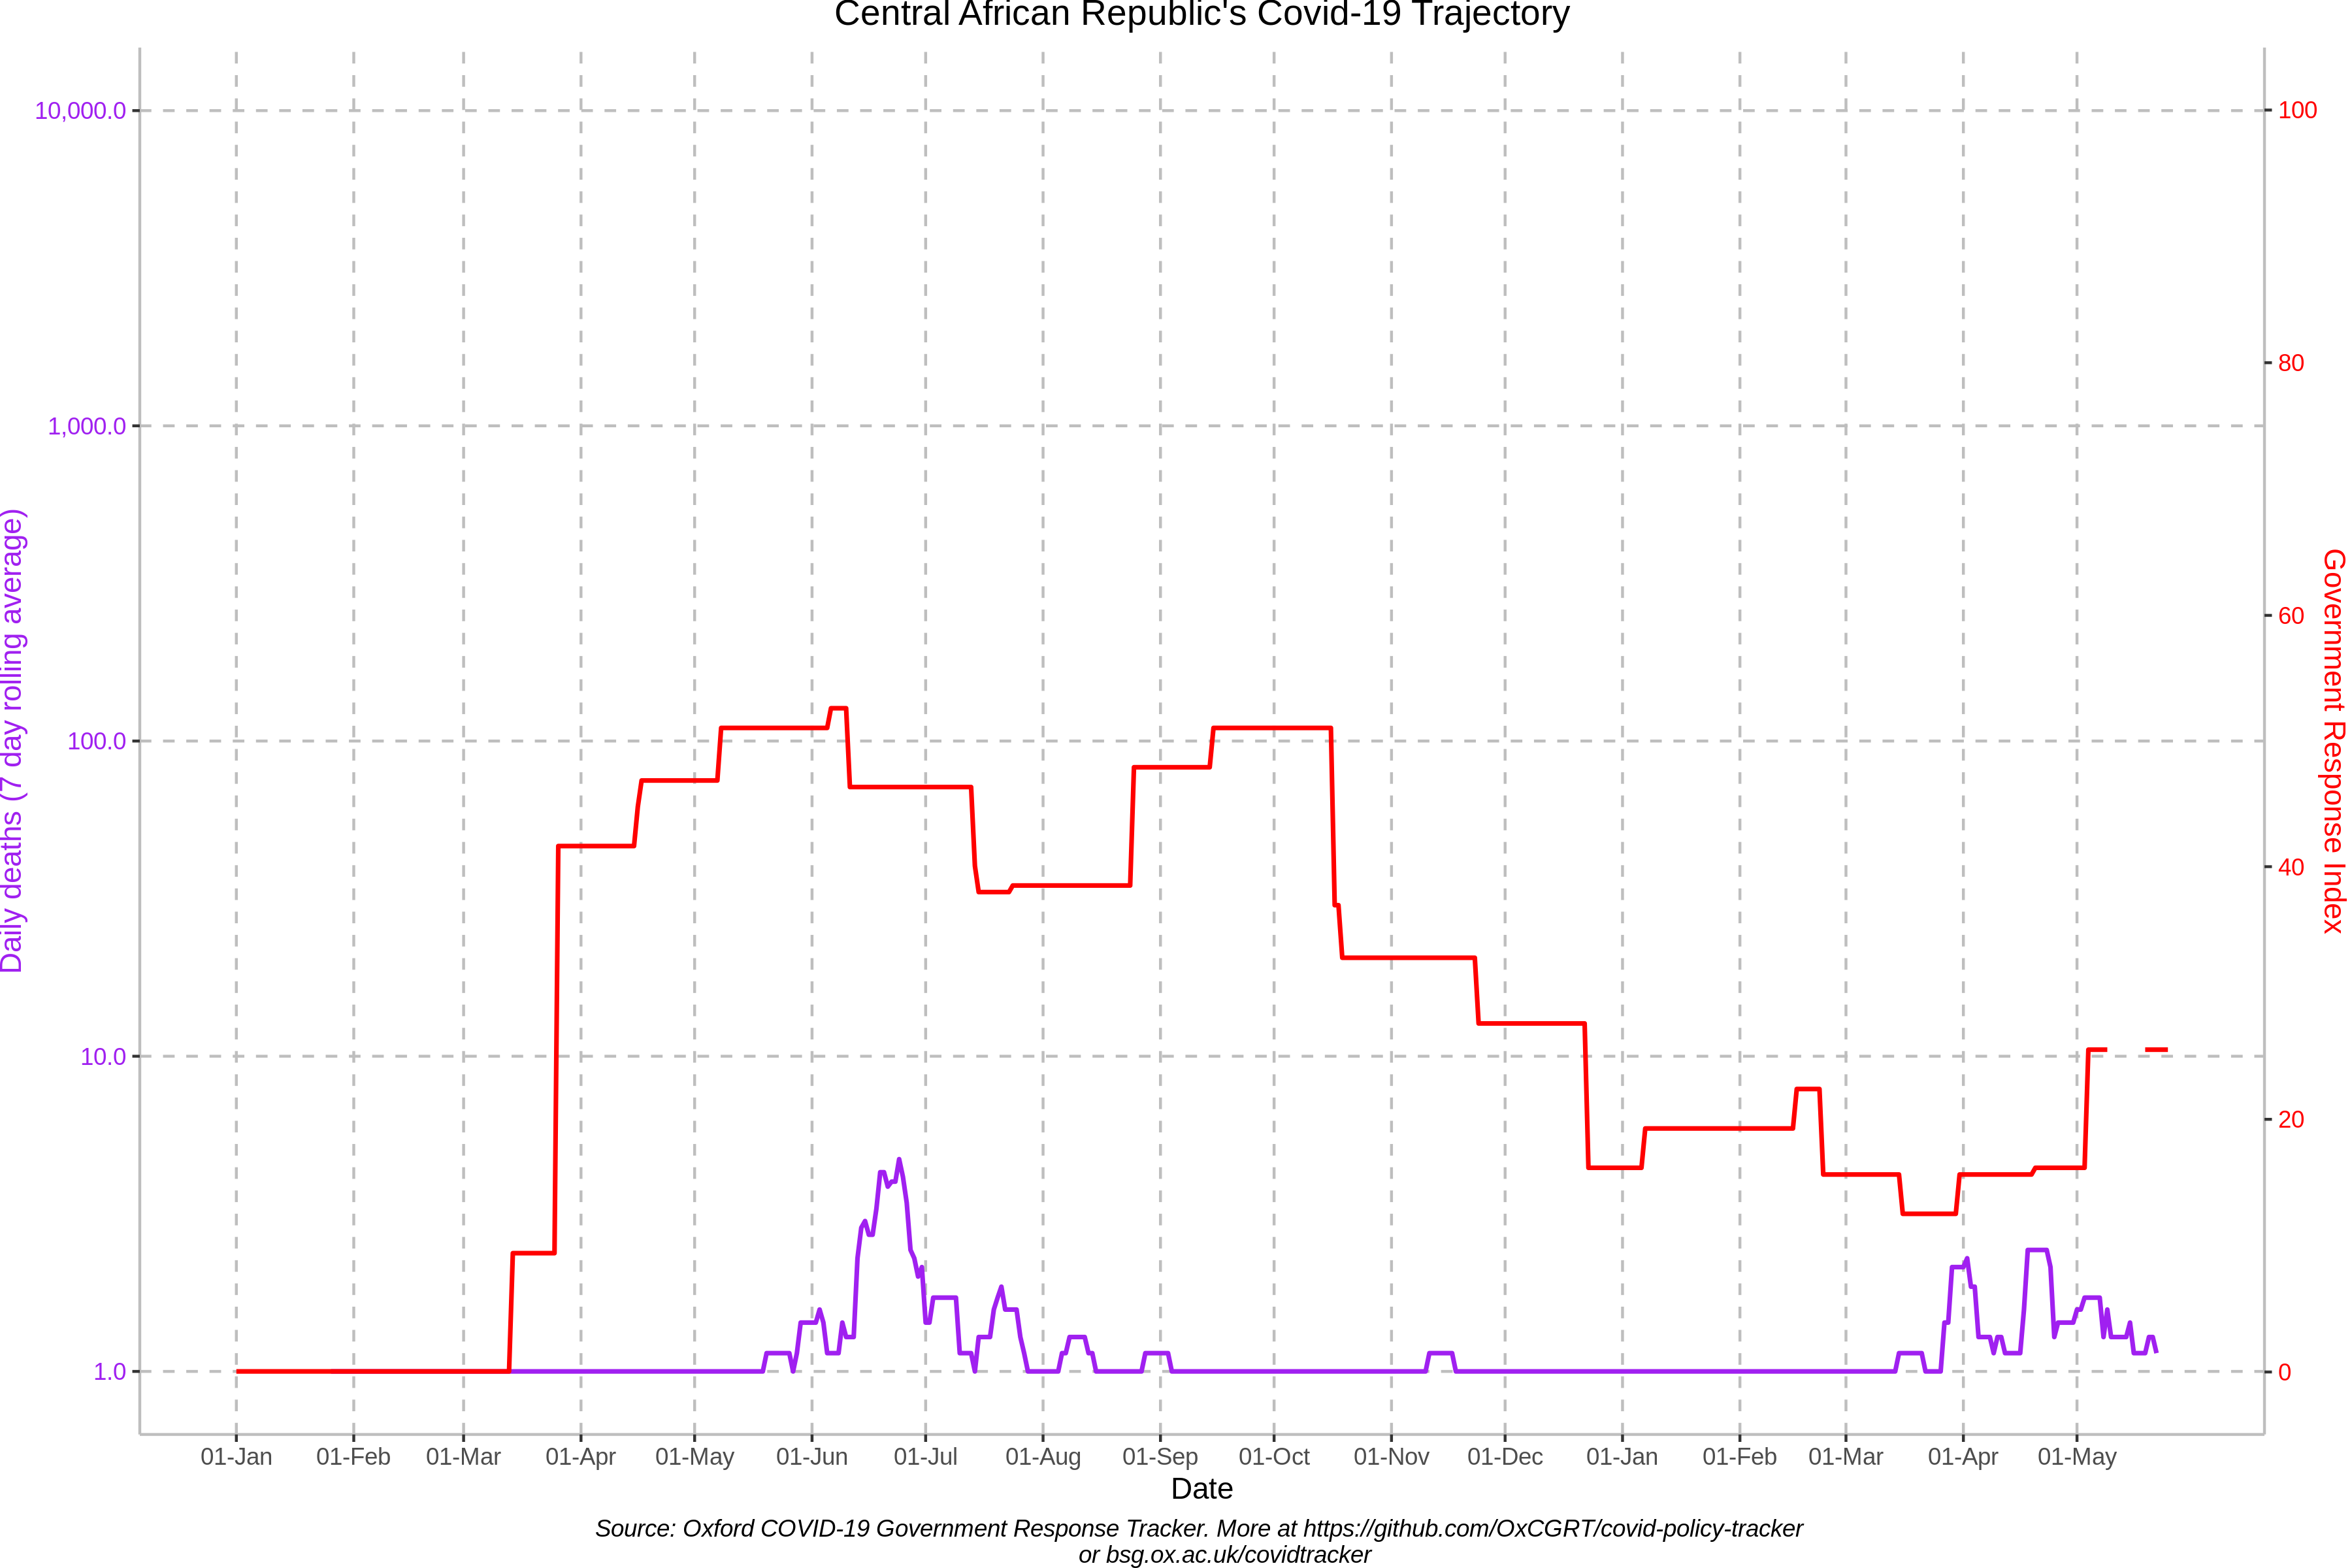 Central African Republic's Covid-19 Trajectory
10,000.0
1,000.0
100.0
10.0
1.0
Daily deaths (7 day rolling average)
100
80
60
40
20
0
Government Response Index
01-Jan 01-Feb 01-Mar 01-Apr 01-May 01-Jun 01-Jul 01-Aug 01-Sep 01-Oct 01-Nov 01-Dec 01-Jan 01-Feb 01-Mar 01-Apr 01-May
Date
Source: Oxford COVID-19 Government Response Tracker. More at https://github.com/OxCGRT/covid-policy-tracker
or bsg.ox.ac.uk/covidtracker